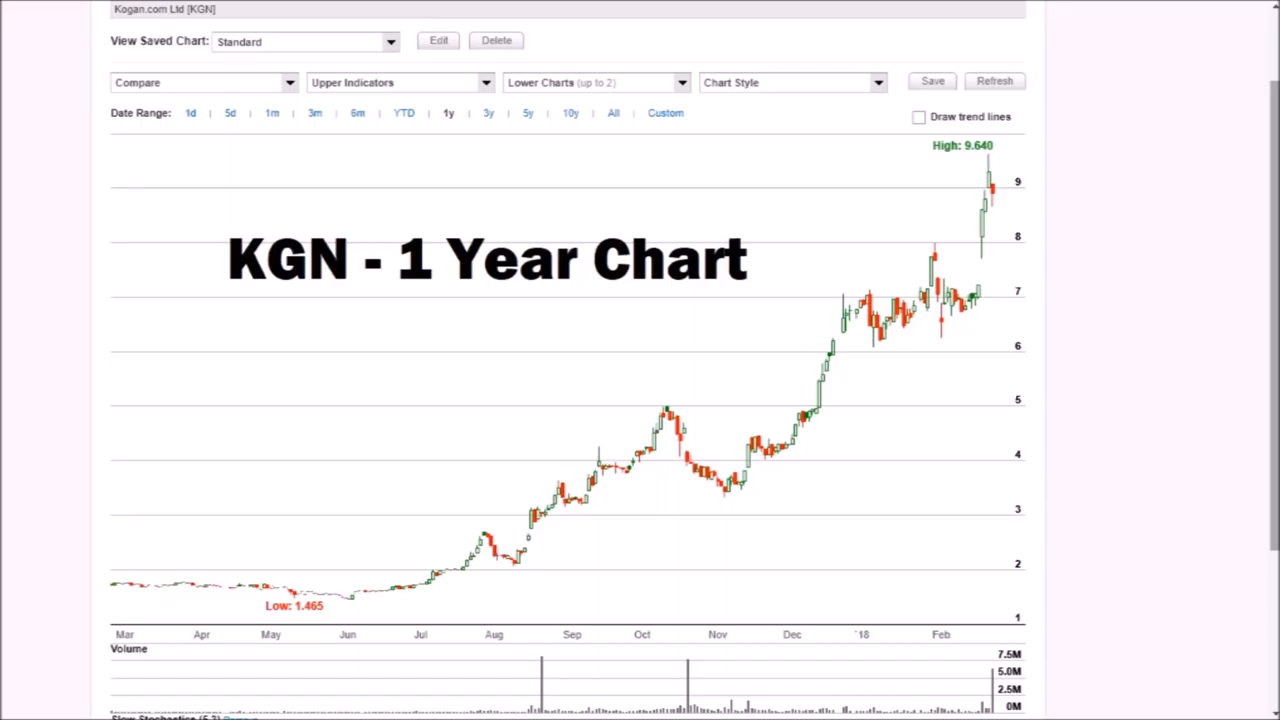 Kogan.com Ltd [KGN]
View Saved Chart: Standard Edit Delete
Compare Upper Indicators Lower Charts (up to 2) Chart Style Save Refresh
Date Range: 1d | 5d | 1m | 3m | 6m | YTD | 1y | 3y | 5y | 10y | All | Custom
Draw trend lines
High: 9.640
9
8
KGN - 1 Year Chart
7
6
5
4
3
2
Low: 1.465
1
Mar Apr May Jun Jul Aug Sep Oct Nov Dec '18 Feb
Volume
7.5M
5.0M
2.5M
0M